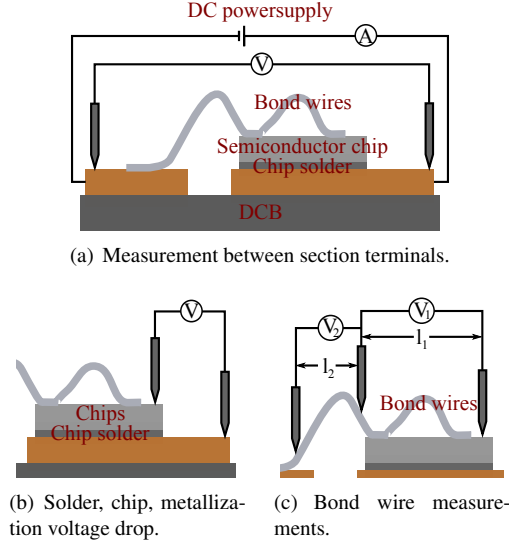 DC powersupply
A
V
Bond wires
Semiconductor chip
Chip solder
DCB
(a) Measurement between section terminals.
V
Chips
Chip solder
(b) Solder, chip, metalliza-
tation voltage drop.
V₂
V₁
l₂
l₁
Bond wires
(c) Bond wire measure-
ments.